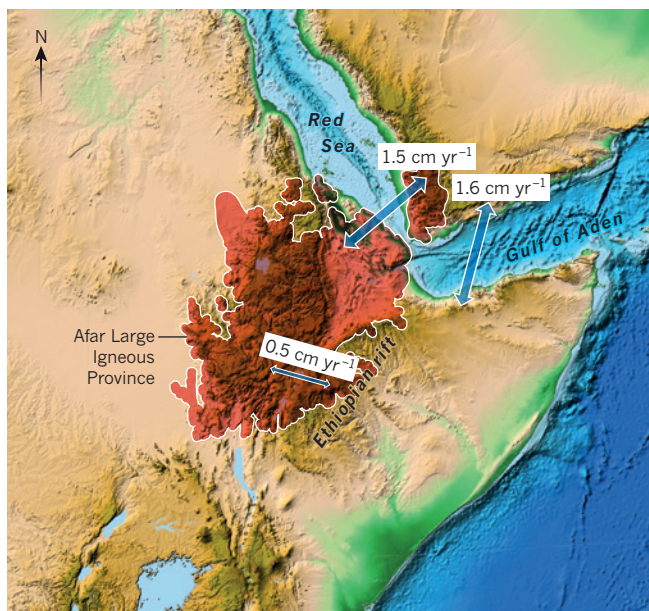 N
Red
Sea
1.5 cm yr⁻¹
1.6 cm yr⁻¹
Gulf of Aden
Afar Large
Igneous
Province
0.5 cm yr⁻¹
Ethiopian rift